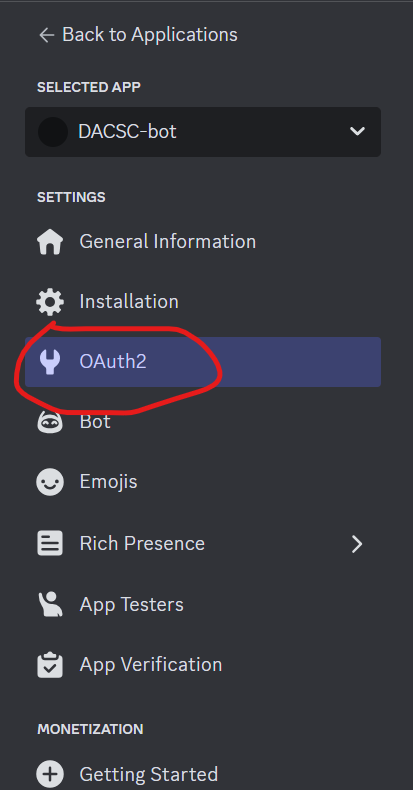 Back to Applications
SELECTED APP
DACSC-bot
SETTINGS
General Information
Installation
OAuth2
Bot
Emojis
Rich Presence
App Testers
App Verification
MONETIZATION
Getting Started